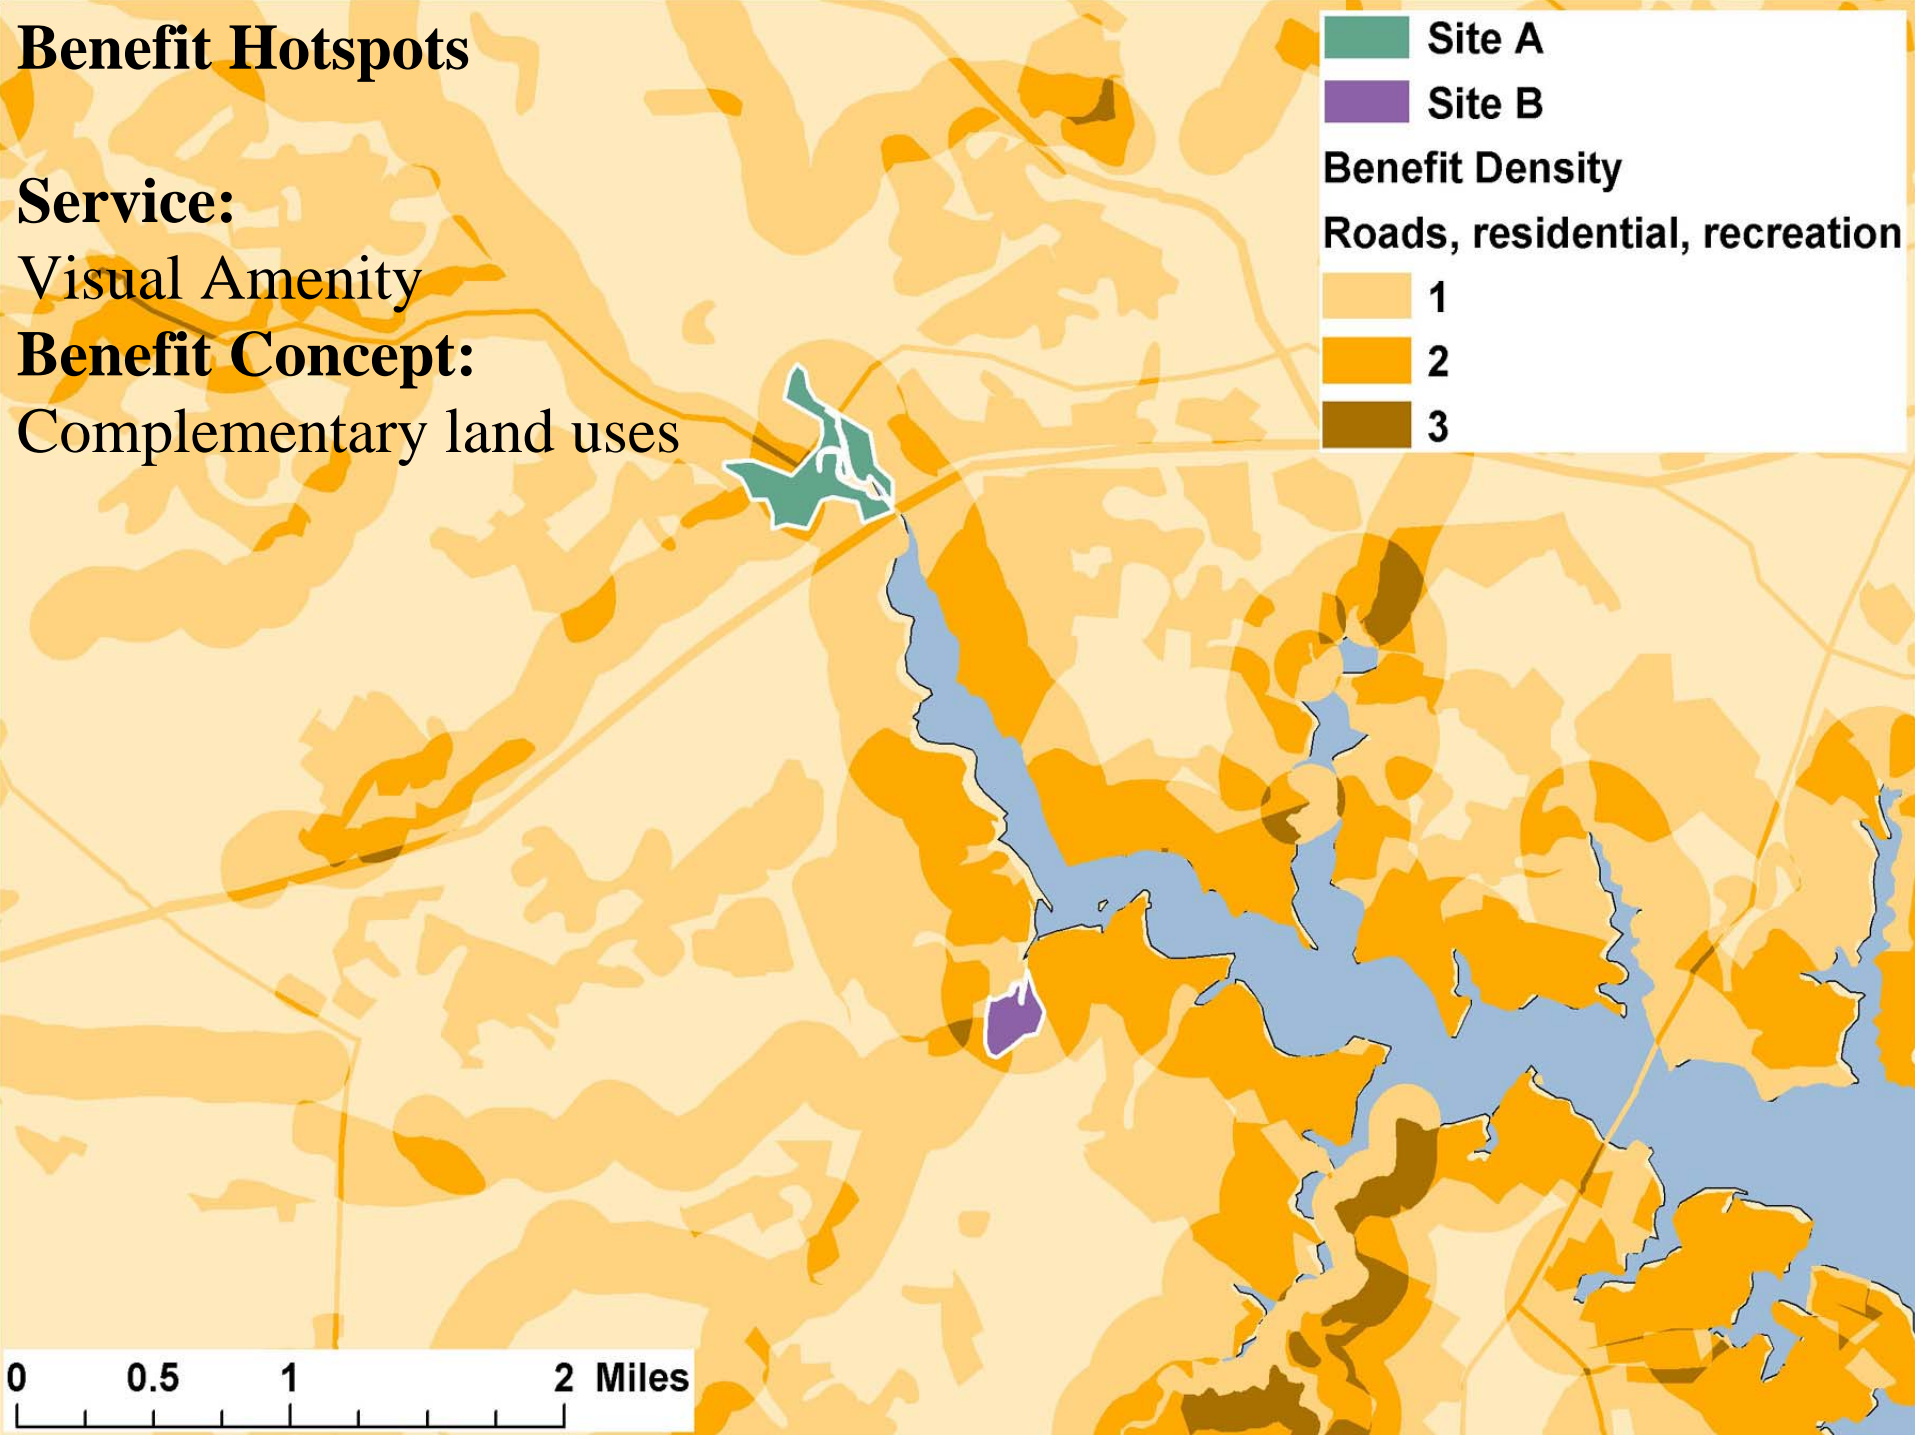 Benefit Hotspots
Service:
Visual Amenity
Benefit Concept:
Complementary land uses
Site A
Site B
Benefit Density
Roads, residential, recreation
1
2
3
0 0.5 1 2 Miles